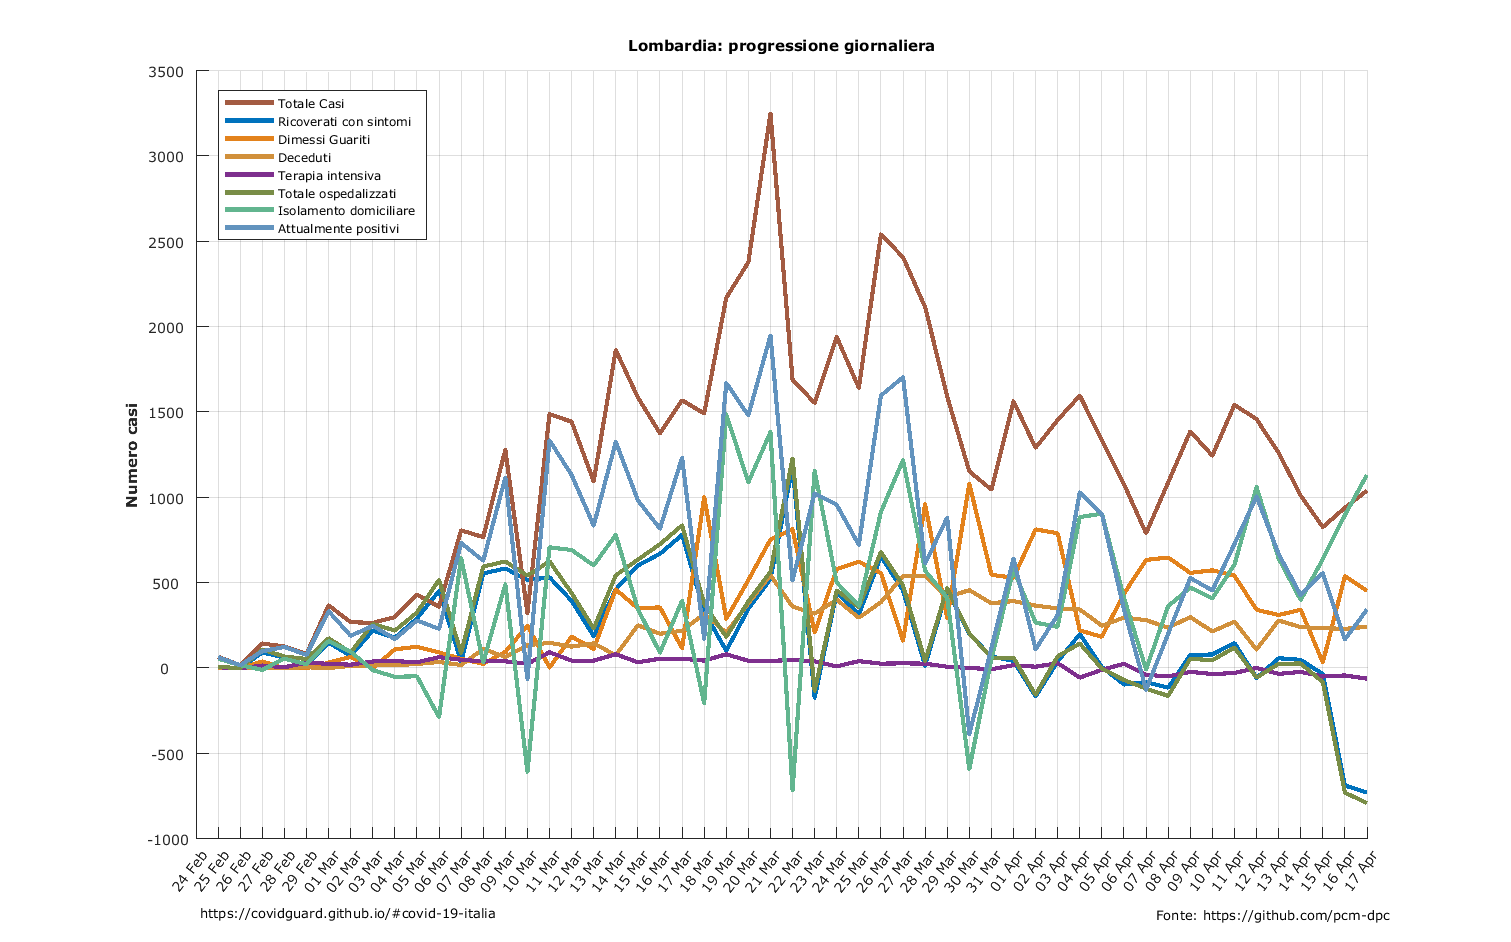 Lombardia: progressione giornaliera
3500
3000
2500
2000
1500
1000
500
0
-500
-1000
Numero casi
Totale Casi
Ricoverati con sintomi
Dimessi Guariti
Deceduti
Terapia intensiva
Totale ospedalizzati
Isolamento domiciliare
Attualmente positivi
24 Feb
25 Feb
26 Feb
27 Feb
28 Feb
29 Feb
01 Mar
02 Mar
03 Mar
04 Mar
05 Mar
06 Mar
07 Mar
08 Mar
09 Mar
10 Mar
11 Mar
12 Mar
13 Mar
14 Mar
15 Mar
16 Mar
17 Mar
18 Mar
19 Mar
20 Mar
21 Mar
22 Mar
23 Mar
24 Mar
25 Mar
26 Mar
27 Mar
28 Mar
29 Mar
30 Mar
31 Mar
01 Apr
02 Apr
03 Apr
04 Apr
05 Apr
06 Apr
07 Apr
08 Apr
09 Apr
10 Apr
11 Apr
12 Apr
13 Apr
14 Apr
15 Apr
16 Apr
17 Apr
https://covidguard.github.io/#covid-19-italia
Fonte: https://github.com/pcm-dpc